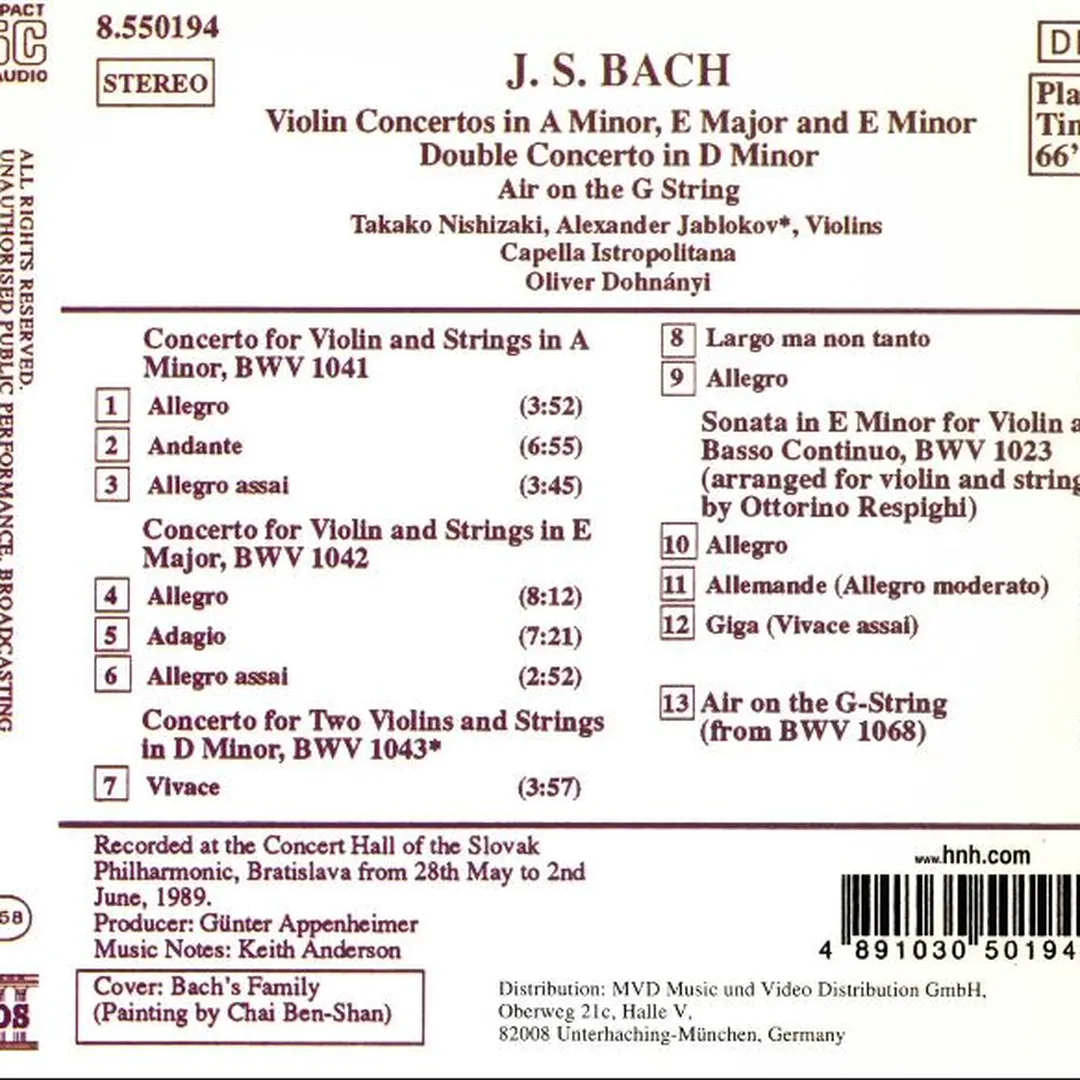 PACT
AUDIO
8.550194
STEREO
J. S. BACH
Violin Concertos in A Minor, E Major and E Minor
Double Concerto in D Minor
Air on the G String
Takako Nishizaki, Alexander Jablokov*, Violins
Capella Istropolitana
Oliver Dohnányi
66'
ALL RIGHTS RESERVED.
UNAUTHORISED PUBLIC PERFORMANCE, BROADCASTING
Concerto for Violin and Strings in A
Minor, BWV 1041
1 Allegro (3:52)
2 Andante (6:55)
3 Allegro assai (3:45)
Concerto for Violin and Strings in E
Major, BWV 1042
4 Allegro (8:12)
5 Adagio (7:21)
6 Allegro assai (2:52)
Concerto for Two Violins and Strings
in D Minor, BWV 1043*
7 Vivace (3:57)
8 Largo ma non tanto
9 Allegro
Sonata in E Minor for Violin a
Basso Continuo, BWV 1023
(arranged for violin and string
by Ottorino Respighi)
10 Allegro
11 Allemande (Allegro moderato)
12 Giga (Vivace assai)
13 Air on the G-String
(from BWV 1068)
Recorded at the Concert Hall of the Slovak
Philharmonic, Bratislava from 28th May to 2nd
June, 1989.
Producer: Günter Appenheimer
Music Notes: Keith Anderson
Cover: Bach's Family
(Painting by Chai Ben-Shan)
www.hnh.com
4 891030 50194
Distribution: MVD Music und Video Distribution GmbH,
Oberweg 21c, Halle V,
82008 Unterhaching-München, Germany